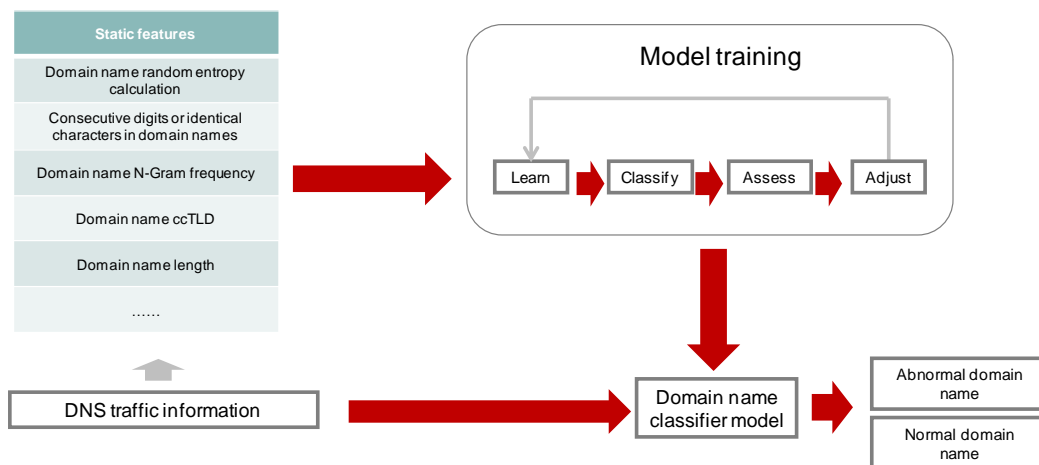 Static features
Domain name random entropy
calculation
Consecutive digits or identical
characters in domain names
Domain name N-Gram frequency
Domain name ccTLD
Domain name length
......
DNS traffic information
Model training
Learn
Classify
Assess
Adjust
Domain name
classifier model
Abnormal domain
name
Normal domain
name